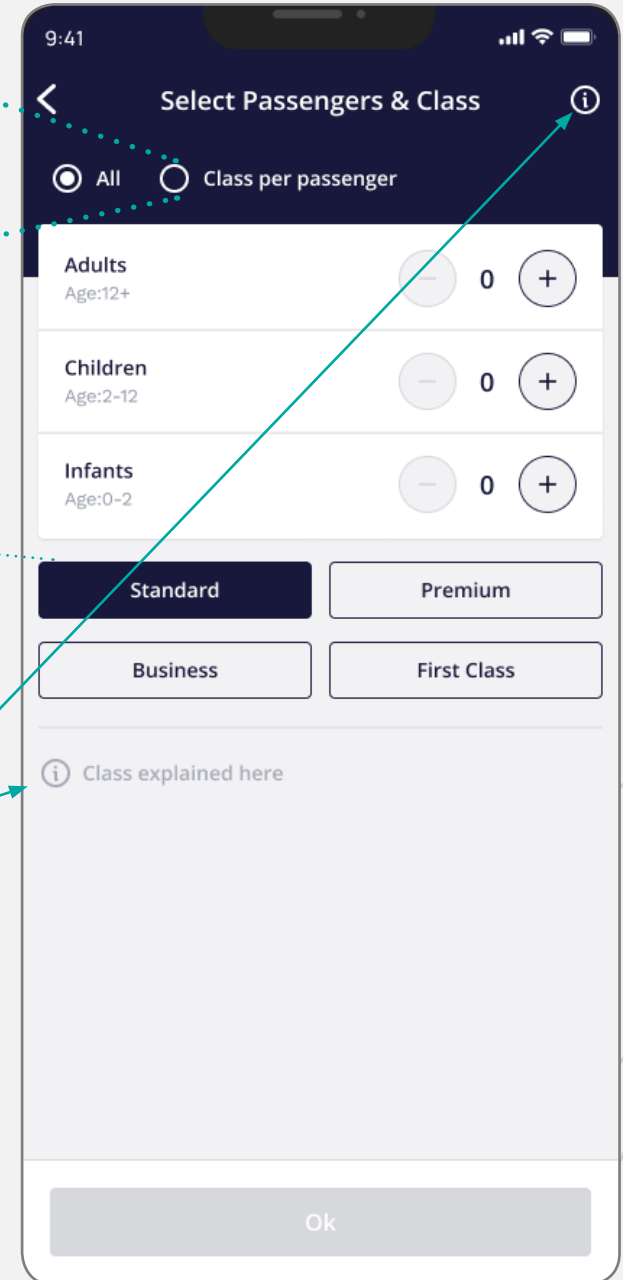 9:41
Select Passengers & Class
All Class per passenger
Adults
Age:12+
0
Children
Age:2-12
0
Infants
Age:0-2
0
Standard Premium
Business First Class
Class explained here
Ok